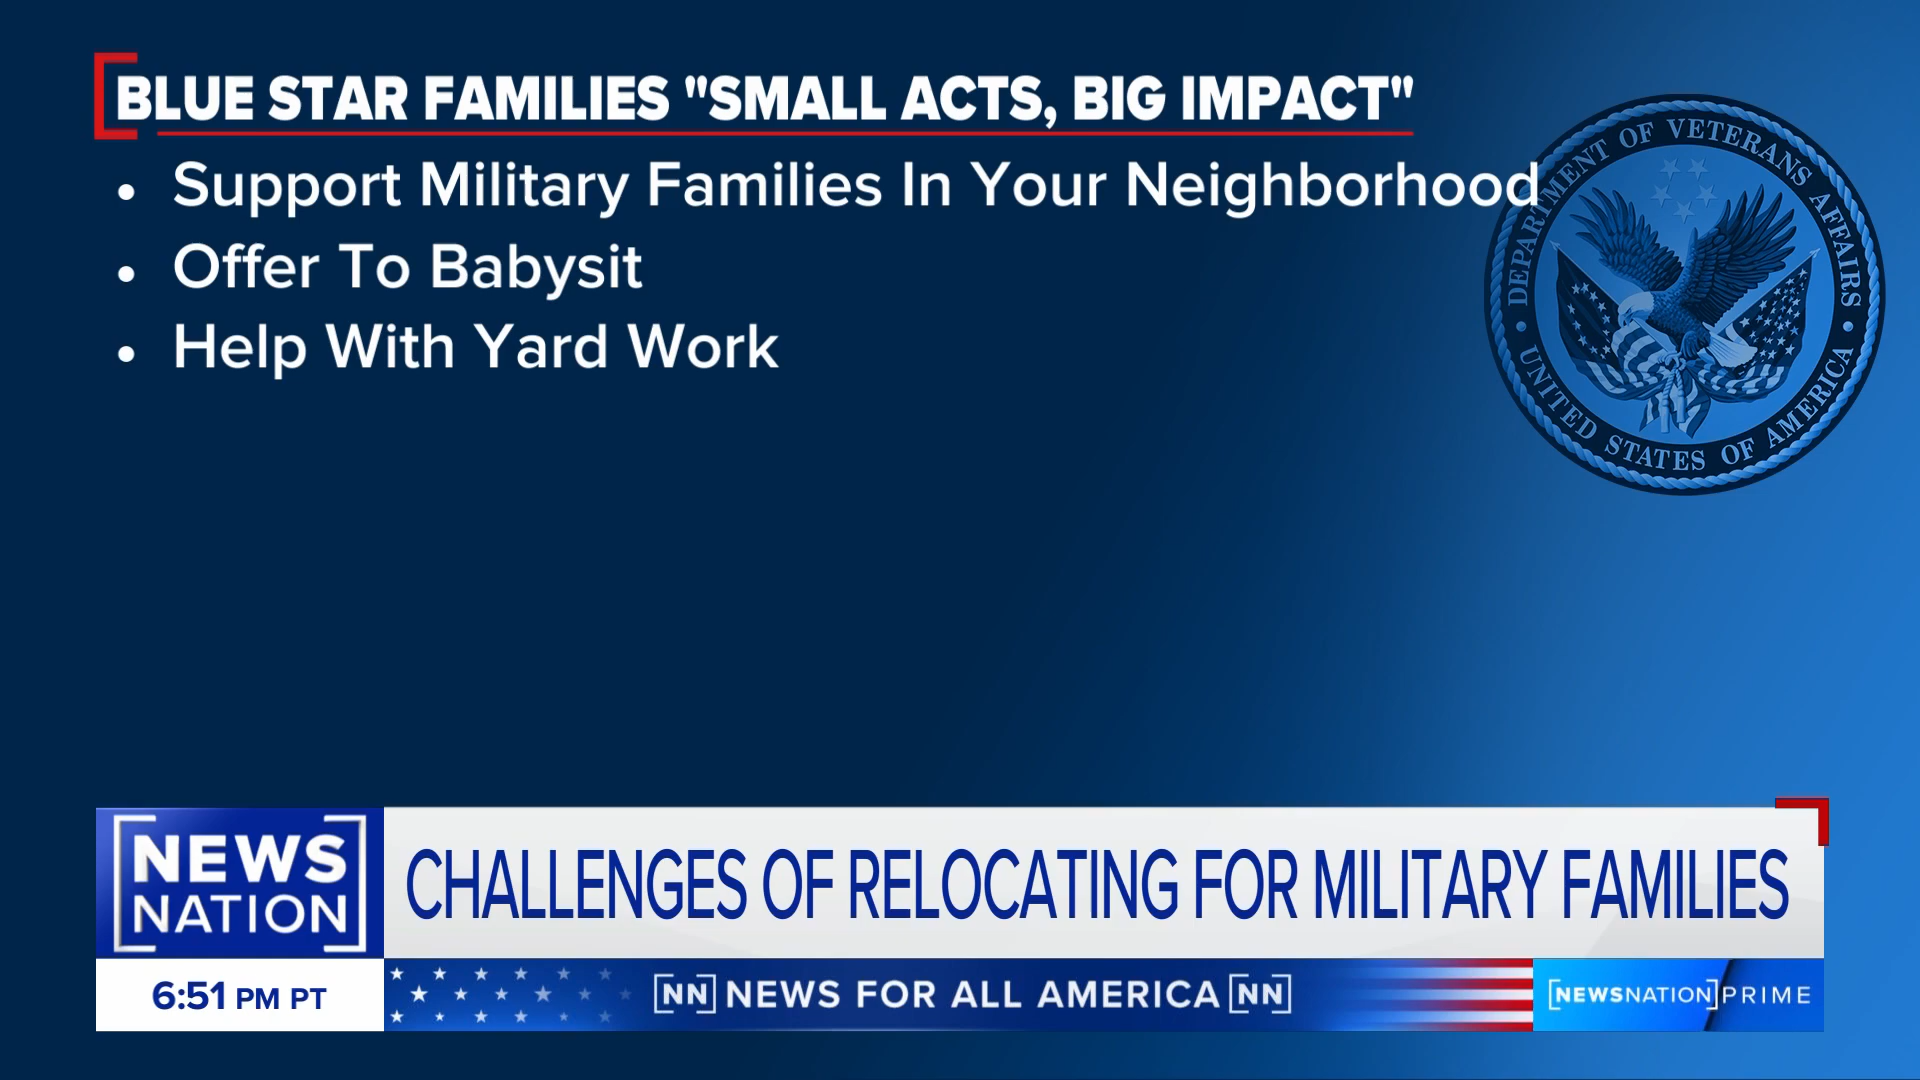 BLUE STAR FAMILIES "SMALL ACTS, BIG IMPACT"
• Support Military Families In Your Neighborhood
• Offer To Babysit
• Help With Yard Work
DEPARTMENT OF VETERANS AFFAIRS
• UNITED STATES OF AMERICA •
NEWS
NATION
CHALLENGES OF RELOCATING FOR MILITARY FAMILIES
6:51 PM PT
[NN] NEWS FOR ALL AMERICA [NN]
[NEWSNATION] PRIME